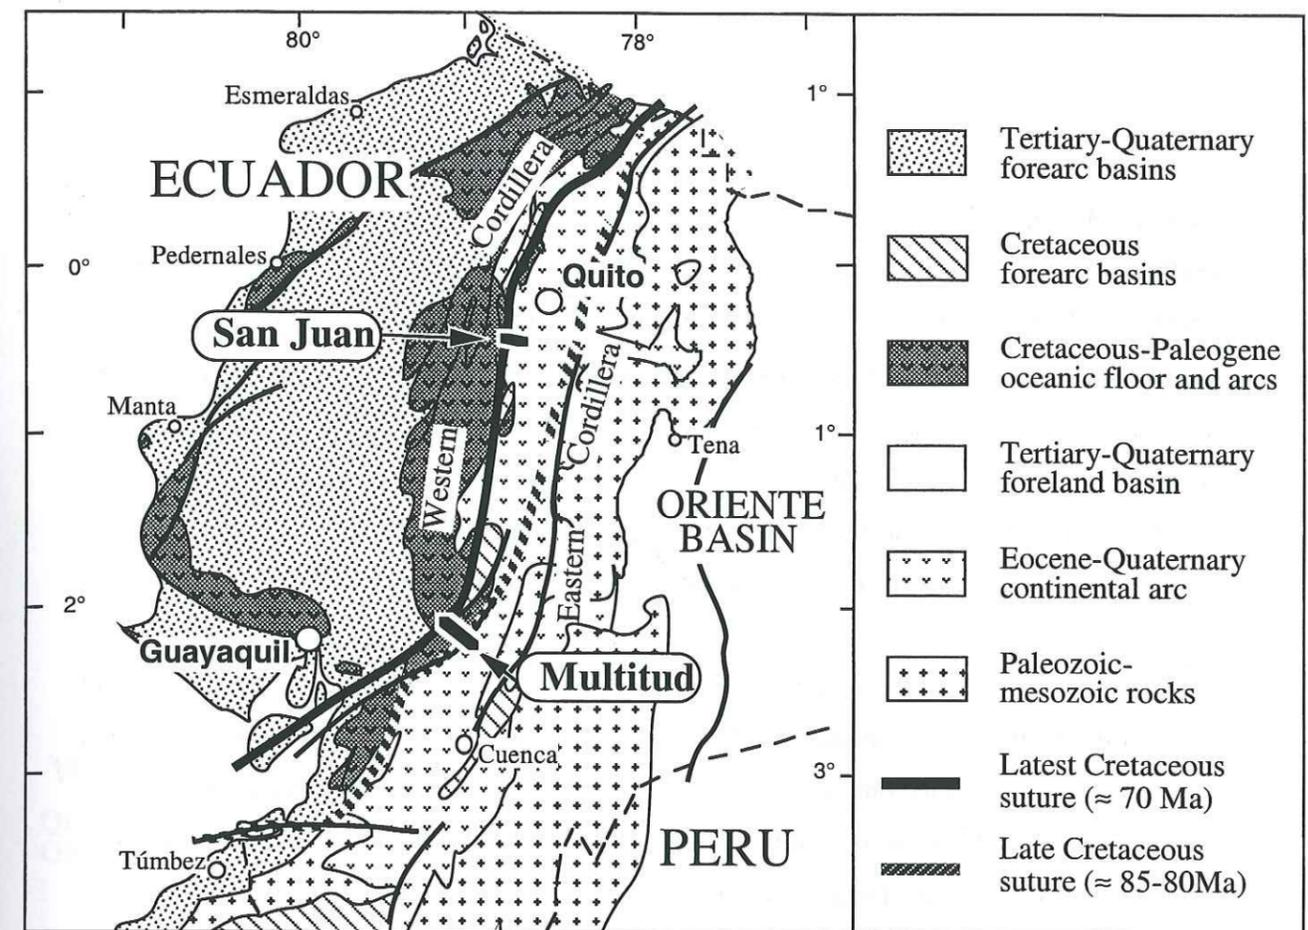 80°
78°
1°
Esmeraldas
ECUADOR
Cordillera
Pedernales
0°
Quito
San Juan
Cordillera
Manta
Western
1°
Tena
ORIENTE
BASIN
Eastern
2°
Guayaquil
Multitud
Cuenca
3°
PERU
Túmbez
Tertiary-Quaternary
forearc basins
Cretaceous
forearc basins
Cretaceous-Paleogene
oceanic floor and arcs
Tertiary-Quaternary
foreland basin
Eocene-Quaternary
continental arc
Paleozoic-
mesozoic rocks
Latest Cretaceous
suture (≈ 70 Ma)
Late Cretaceous
suture (≈ 85-80Ma)